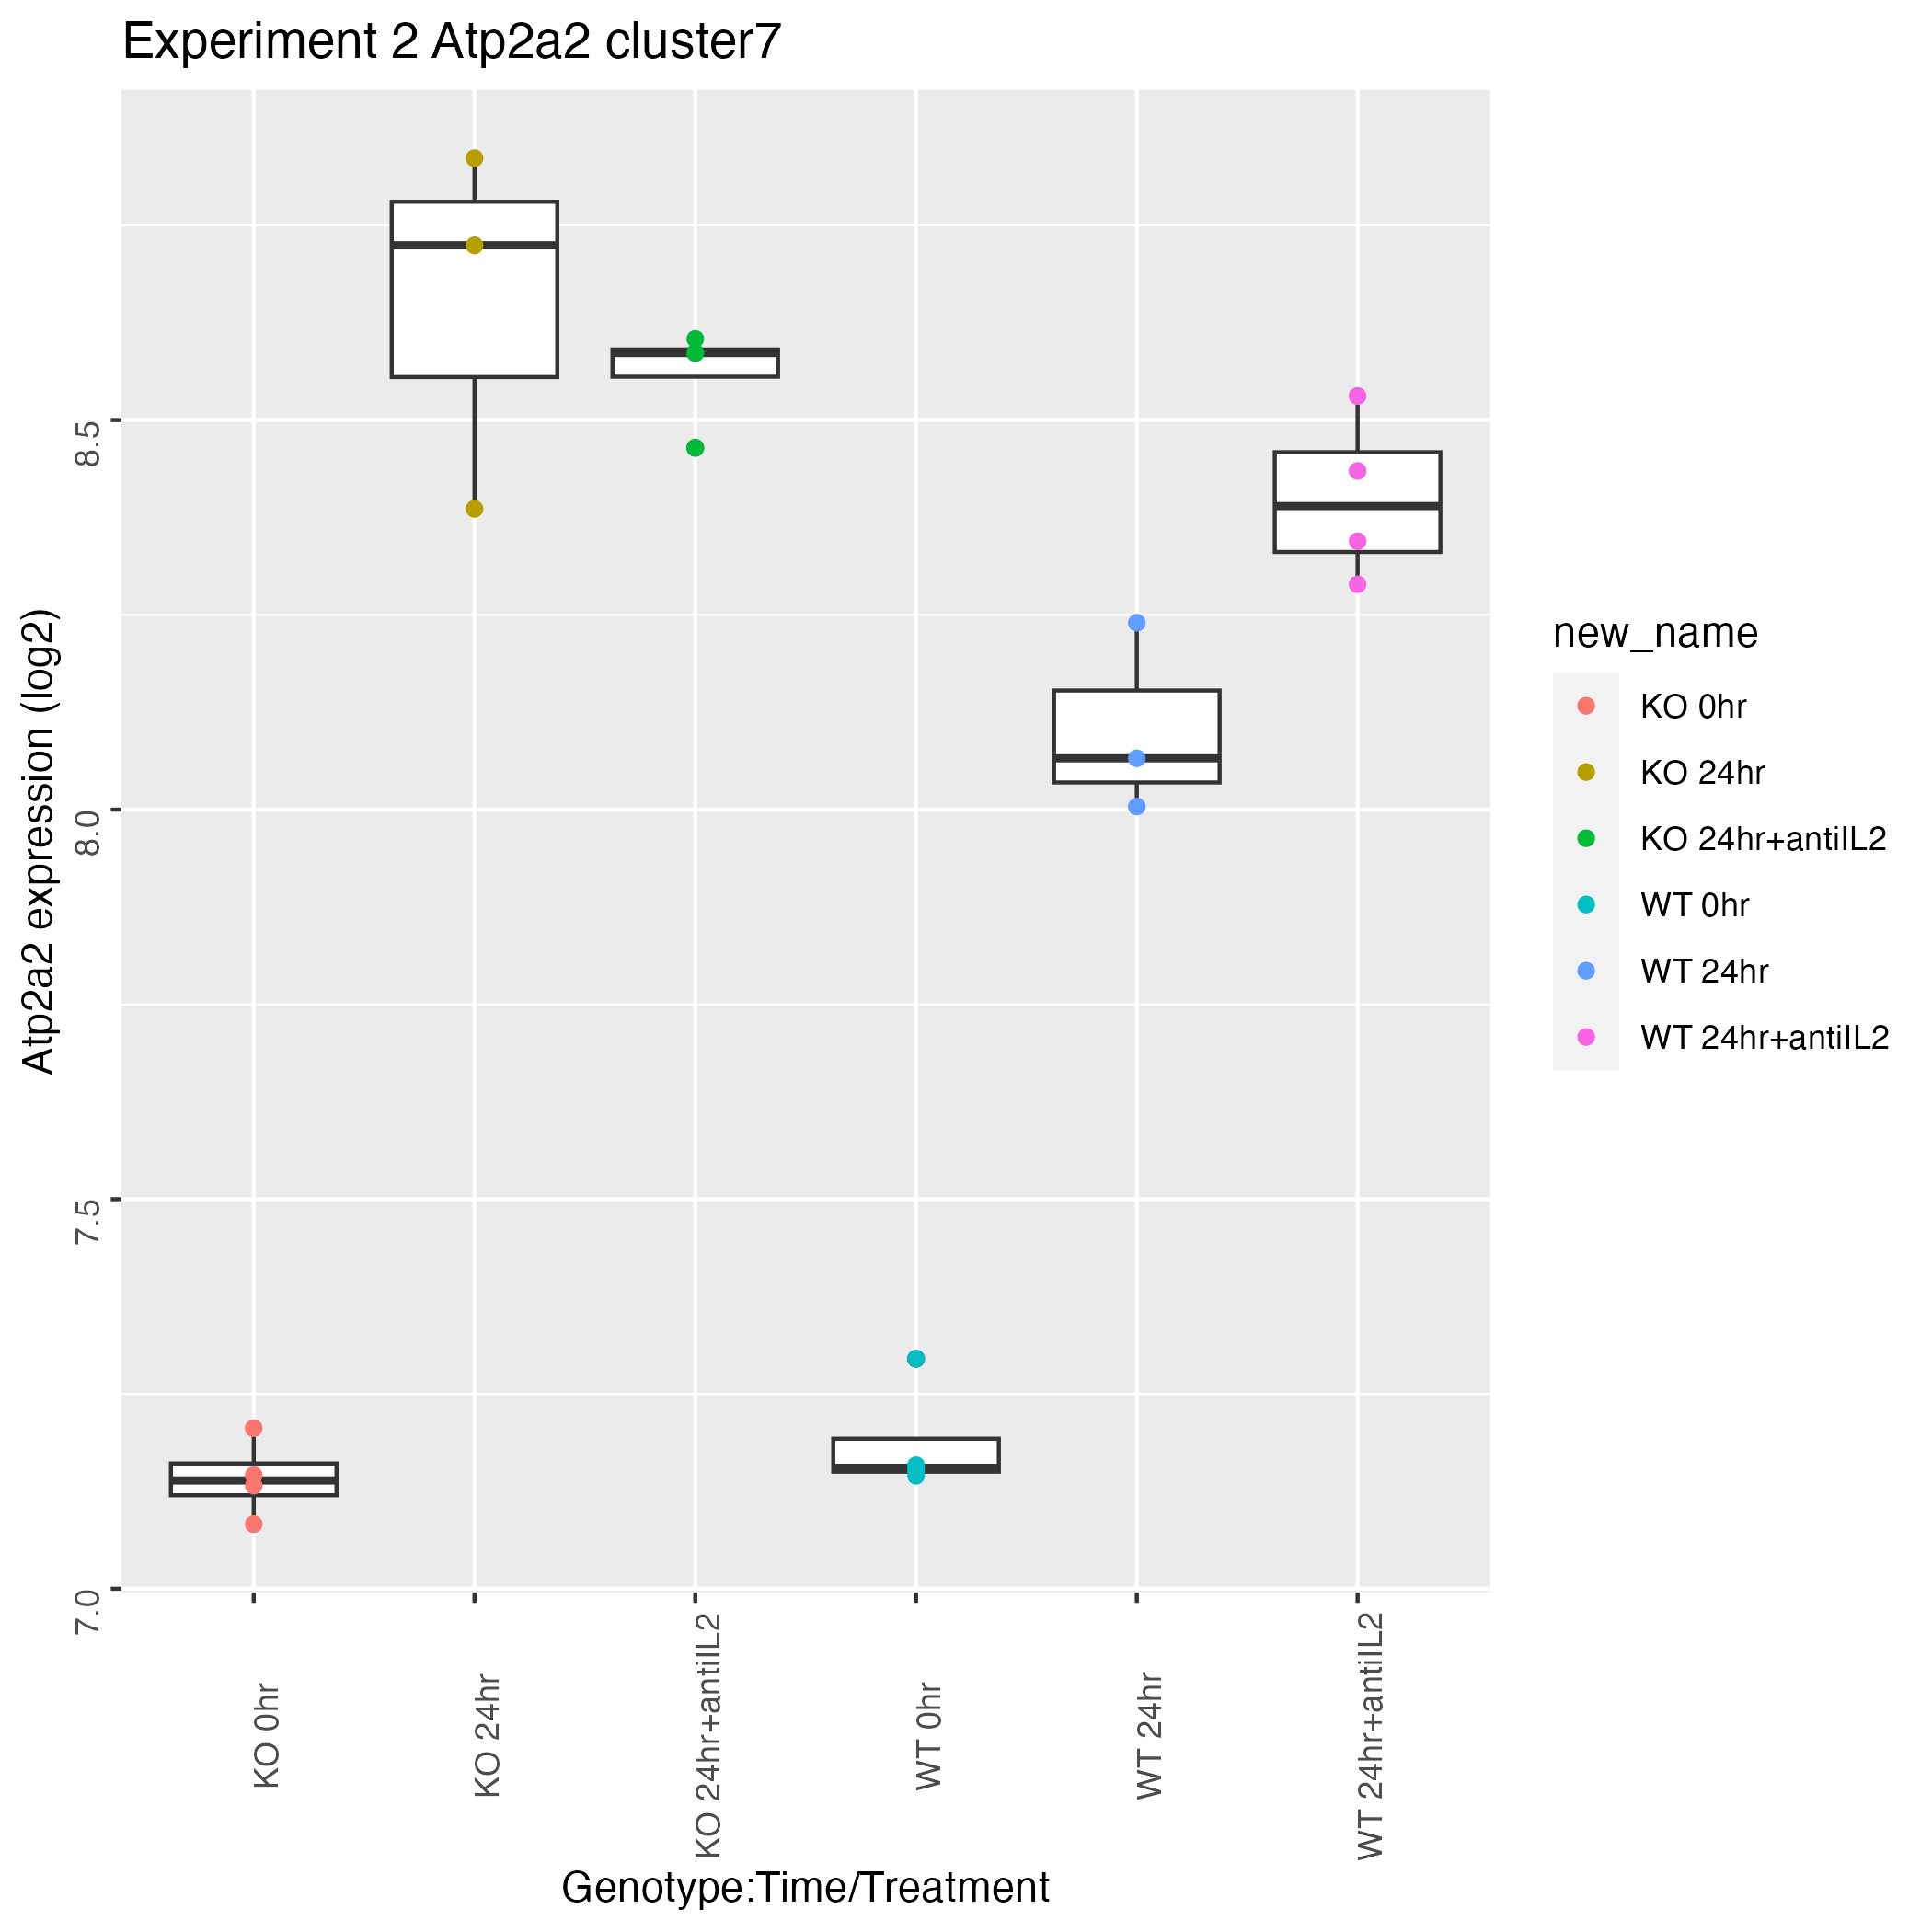 Experiment 2 Atp2a2 cluster7
Atp2a2 expression (log2)
8.5
8.0
7.5
7.0
KO 0hr
KO 24hr
KO 24hr+antiIL2
WT 0hr
WT 24hr
WT 24hr+antiIL2
Genotype:Time/Treatment
new_name
KO 0hr
KO 24hr
KO 24hr+antiIL2
WT 0hr
WT 24hr
WT 24hr+antiIL2